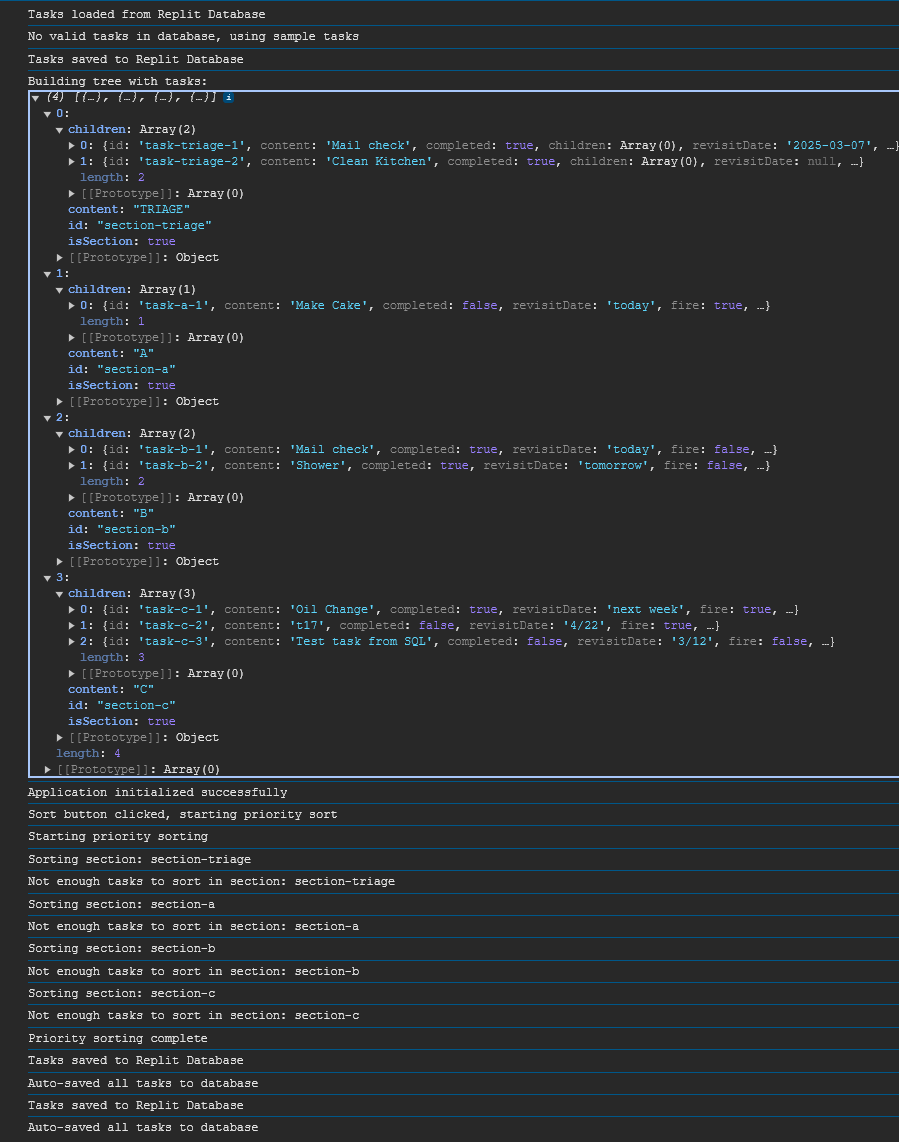 Tasks loaded from Replit Database
No valid tasks in database, using sample tasks
Tasks saved to Replit Database
Building tree with tasks:
(4) [{…}, {…}, {…}, {…}] i
0:
children: Array(2)
0: {id: 'task-triage-1', content: 'Mail check', completed: true, children: Array(0), revisitDate: '2025-03-07', …}
1: {id: 'task-triage-2', content: 'Clean Kitchen', completed: true, children: Array(0), revisitDate: null, …}
length: 2
[[Prototype]]: Array(0)
content: "TRIAGE"
id: "section-triage"
isSection: true
[[Prototype]]: Object
1:
children: Array(1)
0: {id: 'task-a-1', content: 'Make Cake', completed: false, revisitDate: 'today', fire: true, …}
length: 1
[[Prototype]]: Array(0)
content: "A"
id: "section-a"
isSection: true
[[Prototype]]: Object
2:
children: Array(2)
0: {id: 'task-b-1', content: 'Mail check', completed: true, revisitDate: 'today', fire: false, …}
1: {id: 'task-b-2', content: 'Shower', completed: true, revisitDate: 'tomorrow', fire: false, …}
length: 2
[[Prototype]]: Array(0)
content: "B"
id: "section-b"
isSection: true
[[Prototype]]: Object
3:
children: Array(3)
0: {id: 'task-c-1', content: 'Oil Change', completed: true, revisitDate: 'next week', fire: true, …}
1: {id: 'task-c-2', content: 't17', completed: false, revisitDate: '4/22', fire: true, …}
2: {id: 'task-c-3', content: 'Test task from SQL', completed: false, revisitDate: '3/12', fire: false, …}
length: 3
[[Prototype]]: Array(0)
content: "C"
id: "section-c"
isSection: true
[[Prototype]]: Object
length: 4
[[Prototype]]: Array(0)
Application initialized successfully
Sort button clicked, starting priority sort
Starting priority sorting
Sorting section: section-triage
Not enough tasks to sort in section: section-triage
Sorting section: section-a
Not enough tasks to sort in section: section-a
Sorting section: section-b
Not enough tasks to sort in section: section-b
Sorting section: section-c
Not enough tasks to sort in section: section-c
Priority sorting complete
Tasks saved to Replit Database
Auto-saved all tasks to database
Tasks saved to Replit Database
Auto-saved all tasks to database